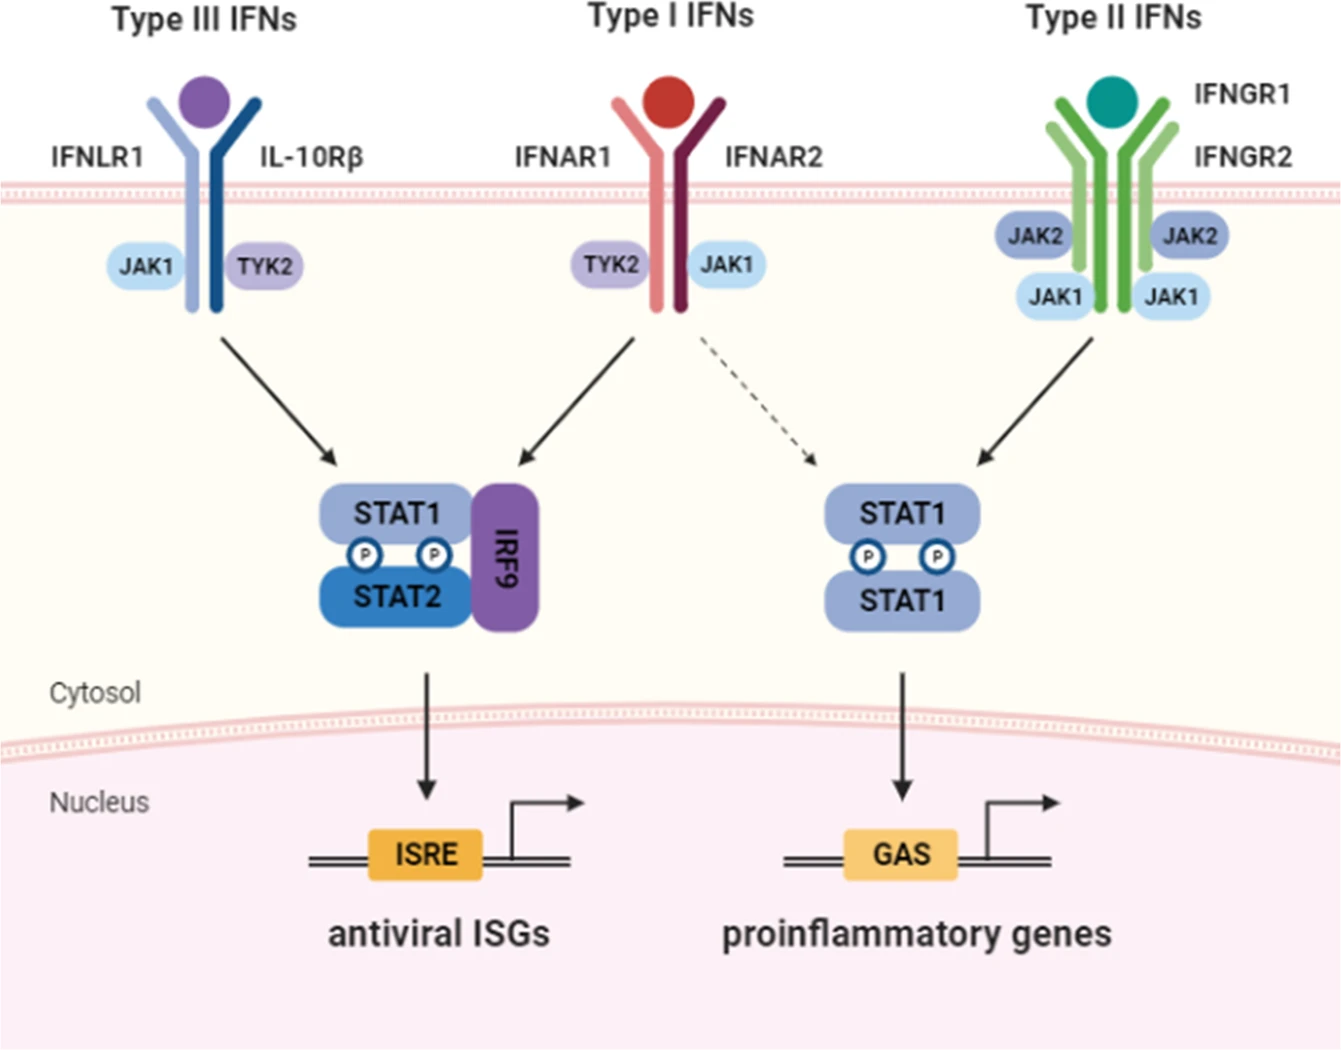 Type III IFNs
Type I IFNs
Type II IFNs
IFNGR1
IFNLR1
IL-10Rβ
IFNAR1
IFNAR2
IFNGR2
JAK2
JAK2
JAK1
TYK2
TYK2
JAK1
JAK1
JAK1
STAT1
P
P
STAT2
IRF9
STAT1
P
P
STAT1
Cytosol
Nucleus
ISRE
GAS
antiviral ISGs
proinflammatory genes